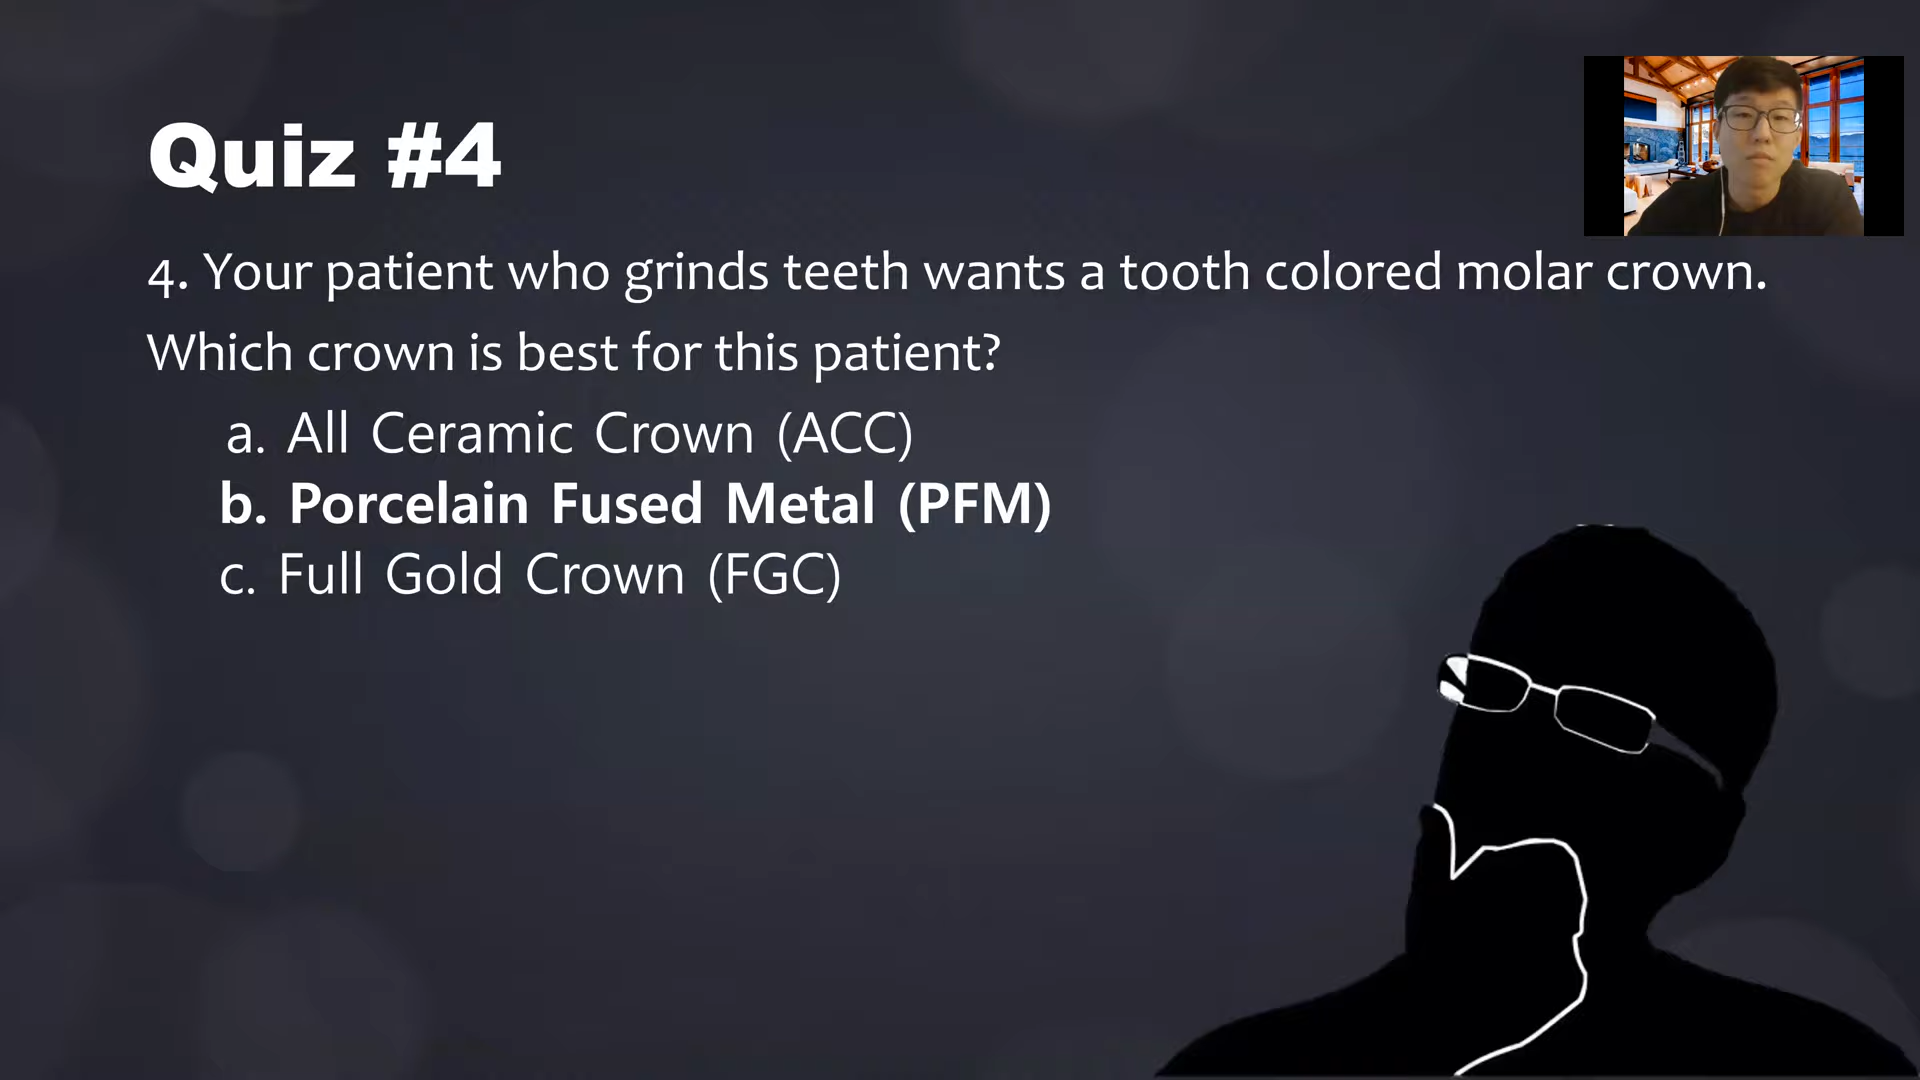 Quiz #4
4. Your patient who grinds teeth wants a tooth colored molar crown.
Which crown is best for this patient?
a. All Ceramic Crown (ACC)
b. Porcelain Fused Metal (PFM)
c. Full Gold Crown (FGC)